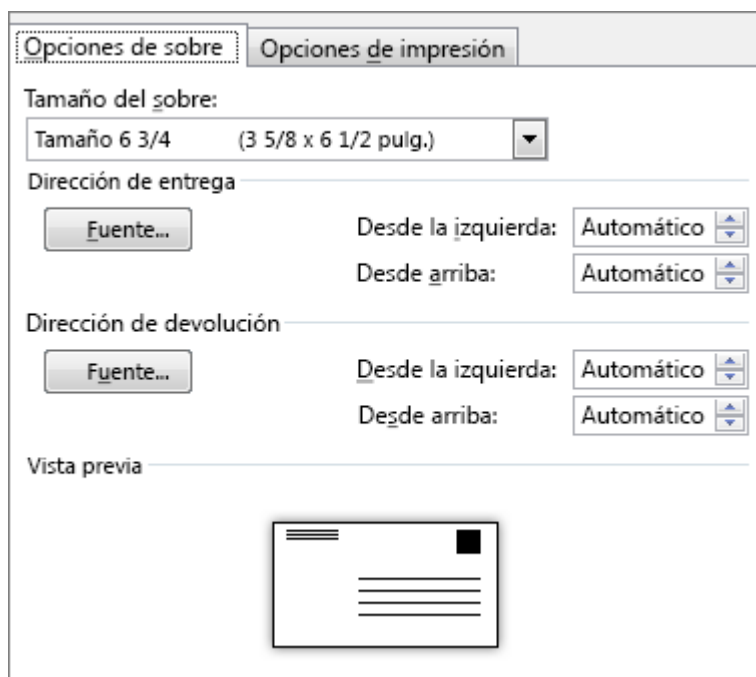 Opciones de sobre Opciones de impresión
Tamaño del sobre:
Tamaño 6 3/4 (3 5/8 x 6 1/2 pulg.)
Dirección de entrega
Fuente... Desde la izquierda: Automático
Desde arriba: Automático
Dirección de devolución
Fuente... Desde la izquierda: Automático
Desde arriba: Automático
Vista previa